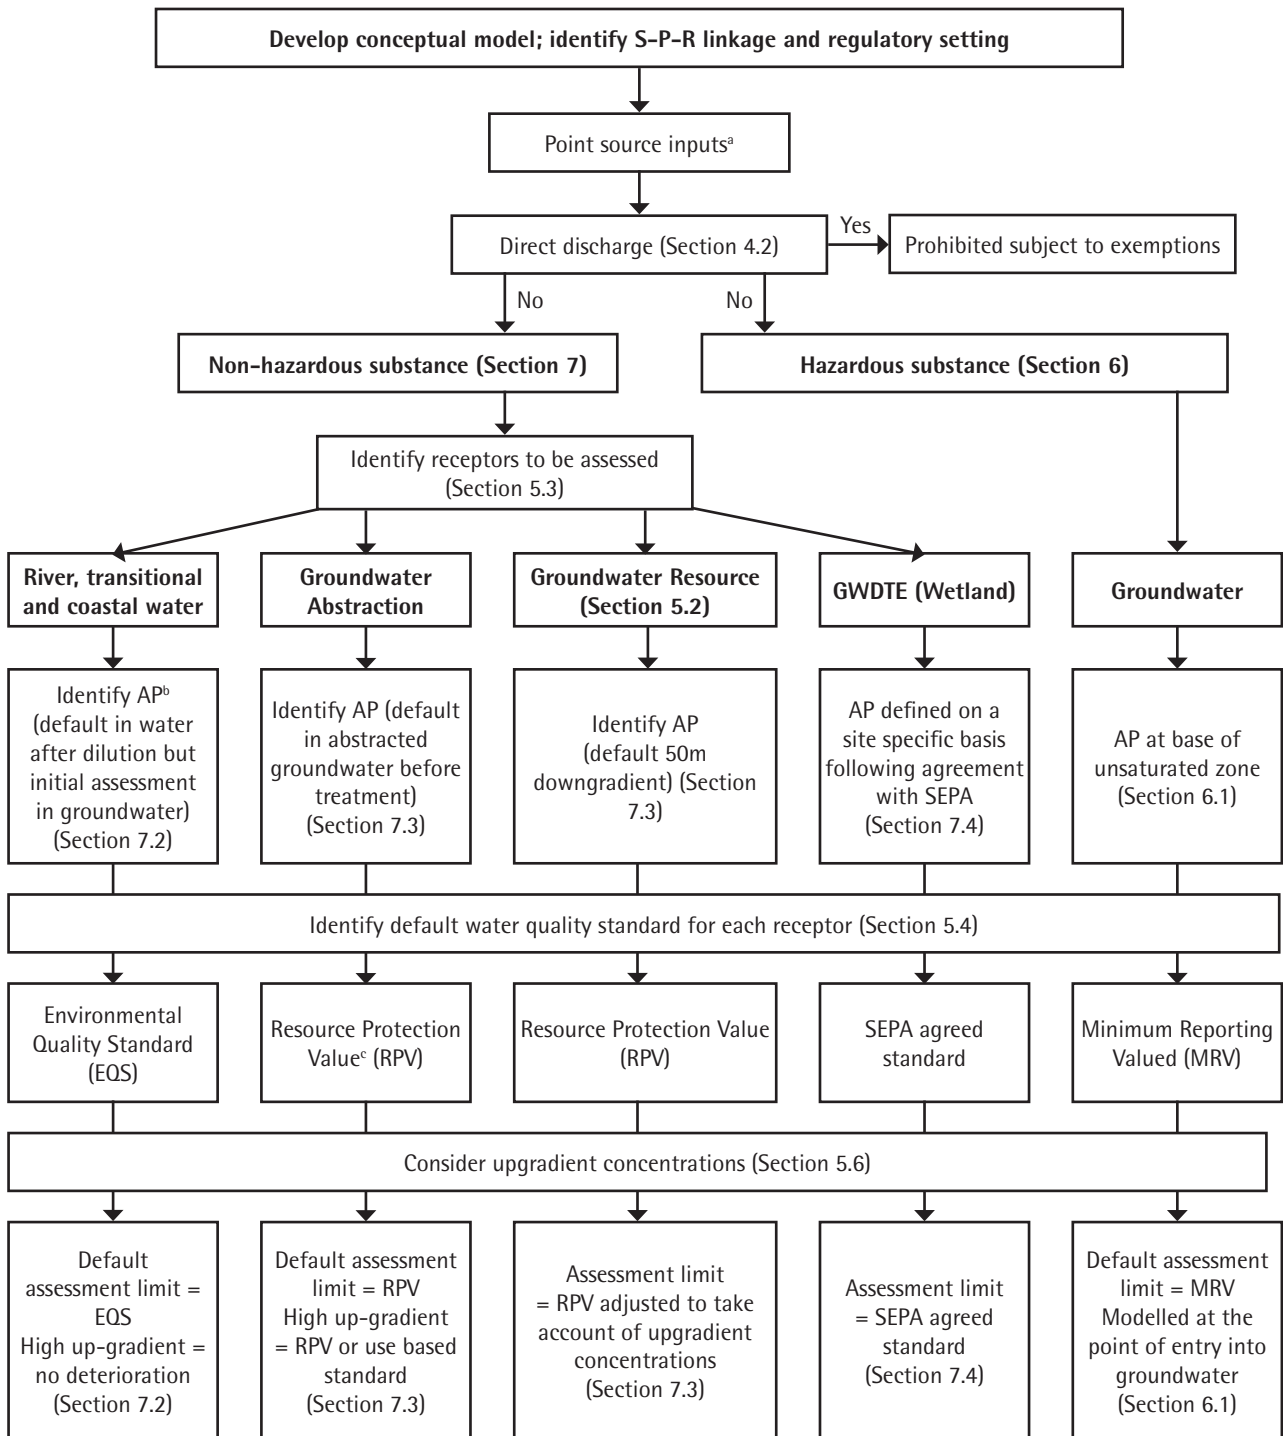 Develop conceptual model; identify S-P-R linkage and regulatory setting
Point source inputsᵃ
Direct discharge (Section 4.2)
Yes
Prohibited subject to exemptions
No
No
Non-hazardous substance (Section 7)
Hazardous substance (Section 6)
Identify receptors to be assessed
(Section 5.3)
River, transitional
and coastal water
Groundwater
Abstraction
Groundwater Resource
(Section 5.2)
GWDTE (Wetland)
Groundwater
Identify APᵇ
(default in water
after dilution but
initial assessment
in groundwater)
(Section 7.2)
Identify AP (default
in abstracted
groundwater before
treatment)
(Section 7.3)
Identify AP
(default 50m
downgradient) (Section
7.3)
AP defined on a
site specific basis
following agreement
with SEPA
(Section 7.4)
AP at base of
unsaturated zone
(Section 6.1)
Identify default water quality standard for each receptor (Section 5.4)
Environmental
Quality Standard
(EQS)
Resource Protection
Valueᶜ (RPV)
Resource Protection Value
(RPV)
SEPA agreed
standard
Minimum Reporting
Valued (MRV)
Consider upgradient concentrations (Section 5.6)
Default
assessment limit =
EQS
High up-gradient =
no deterioration
(Section 7.2)
Default assessment
limit = RPV
High up-gradient
= RPV or use based
standard
(Section 7.3)
Assessment limit
= RPV adjusted to take
account of upgradient
concentrations
(Section 7.3)
Assessment limit
= SEPA agreed
standard
(Section 7.4)
Default assessment
limit = MRV
Modelled at the
point of entry into
groundwater
(Section 6.1)